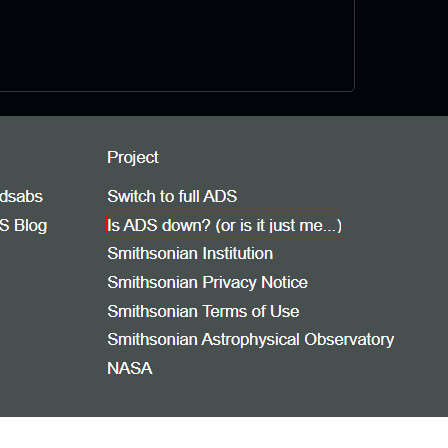 Project
dsabs
Switch to full ADS
S Blog
Is ADS down? (or is it just me...)
Smithsonian Institution
Smithsonian Privacy Notice
Smithsonian Terms of Use
Smithsonian Astrophysical Observatory
NASA